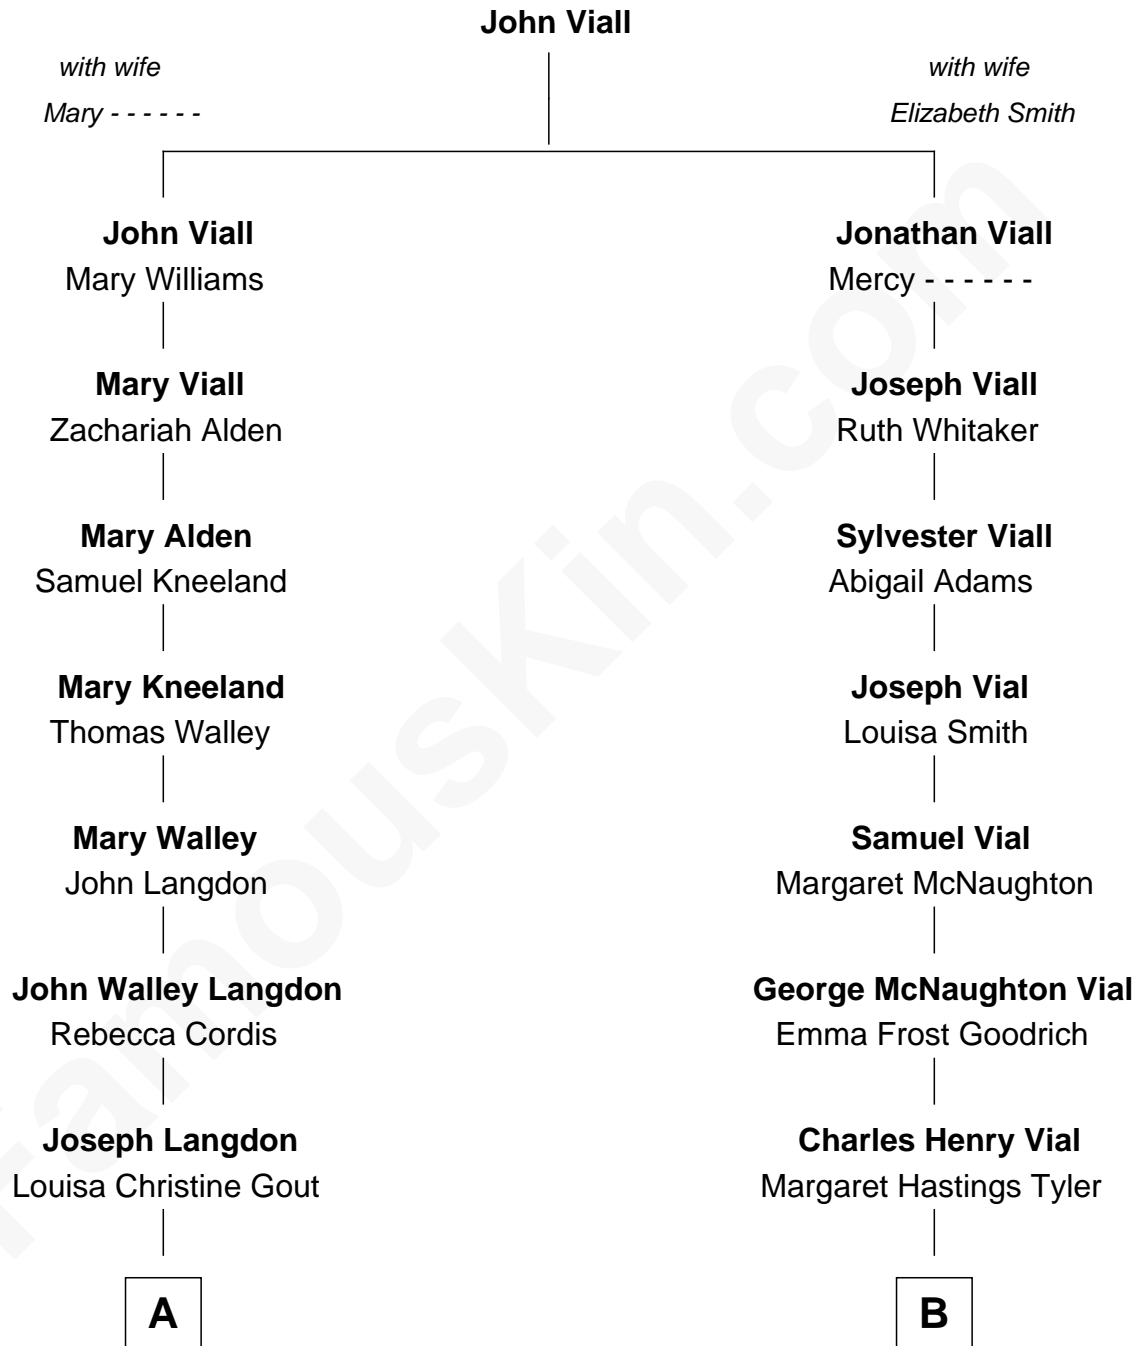 John Viall
with wife
Mary - - - - - -
with wife
Elizabeth Smith
John Viall
Mary Williams
Jonathan Viall
Mercy - - - - - -
Mary Viall
Zachariah Alden
Joseph Viall
Ruth Whitaker
Mary Alden
Samuel Kneeland
Sylvester Viall
Abigail Adams
Mary Kneeland
Thomas Walley
Joseph Vial
Louisa Smith
Mary Walley
John Langdon
Samuel Vial
Margaret McNaughton
John Walley Langdon
Rebecca Cordis
George McNaughton Vial
Emma Frost Goodrich
Joseph Langdon
Louisa Christine Gout
Charles Henry Vial
Margaret Hastings Tyler
A
B
FamousKin.com